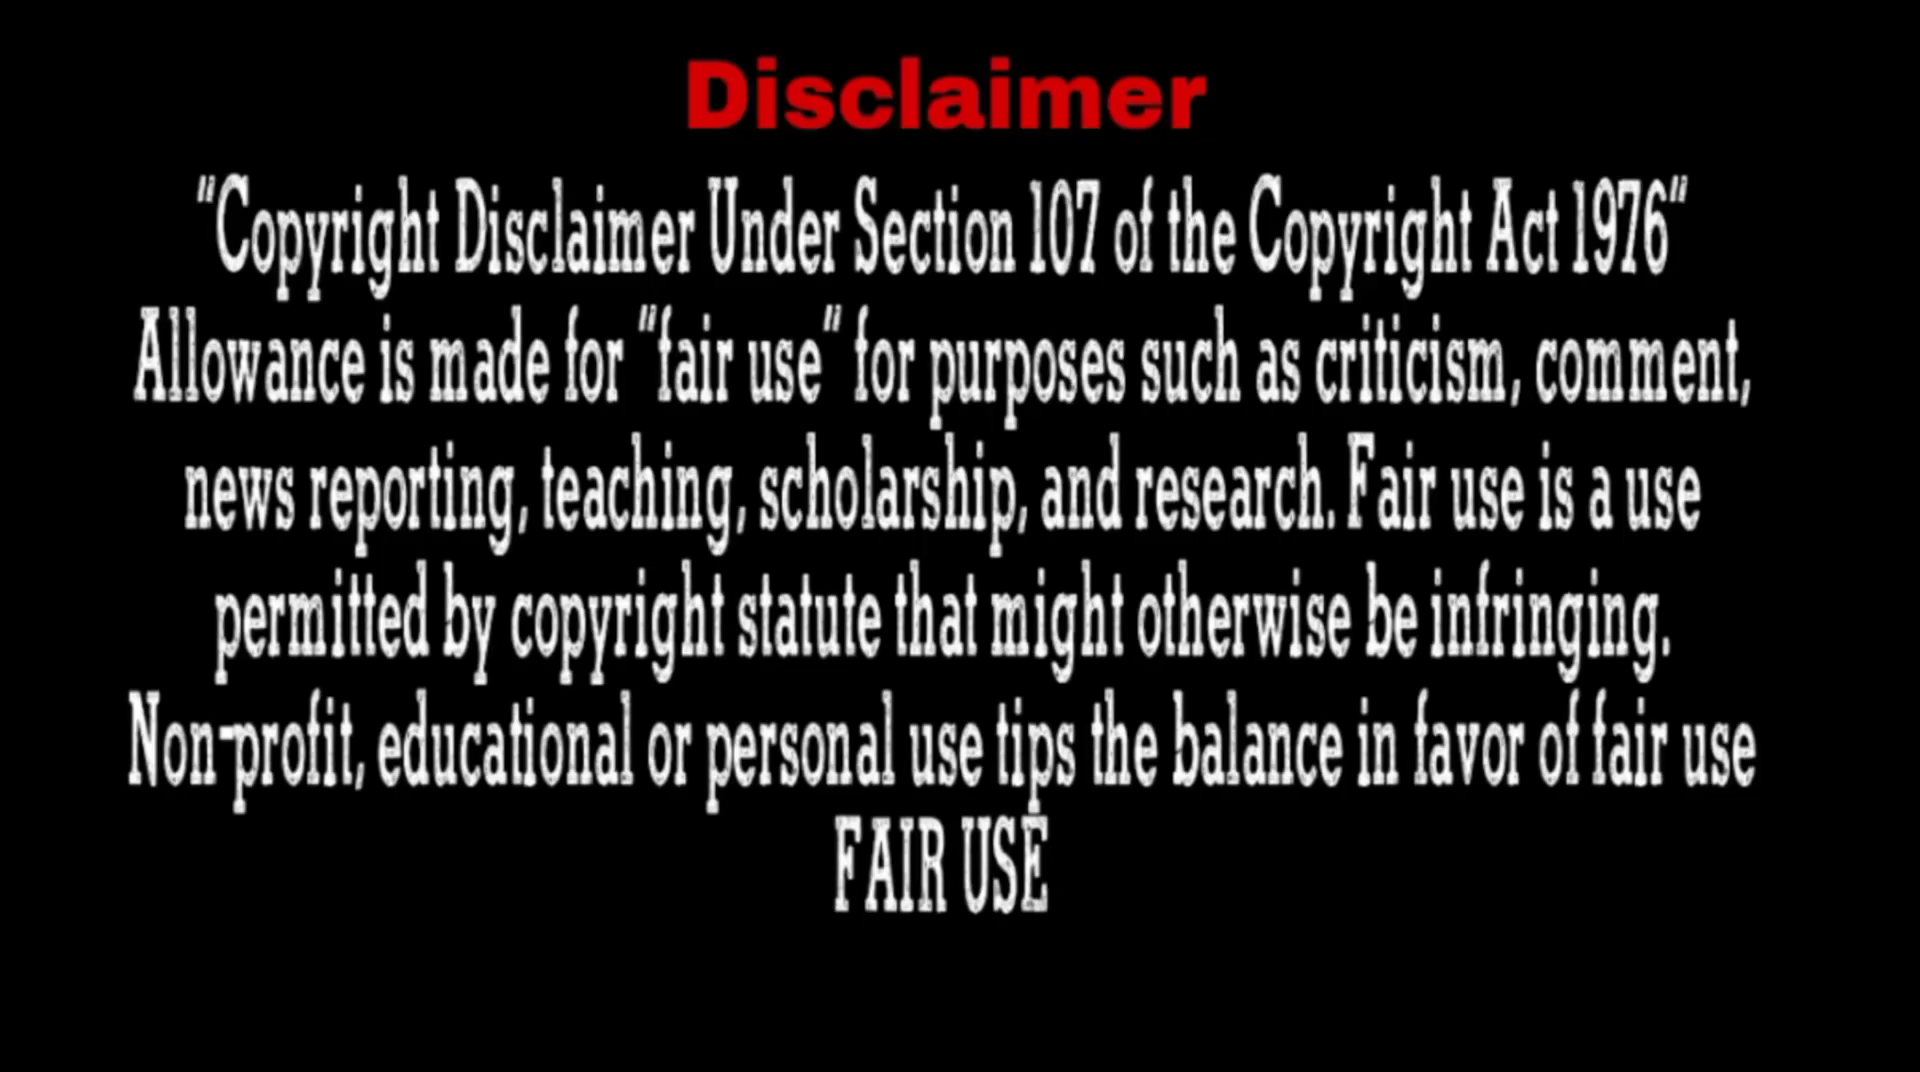 Disclaimer
"Copyright Disclaimer Under Section 107 of the Copyright Act 1976"
Allowance is made for "fair use" for purposes such as criticism, comment,
news reporting, teaching, scholarship, and research. Fair use is a use
permitted by copyright statute that might otherwise be infringing.
Non-profit, educational or personal use tips the balance in favor of fair use
FAIR USE